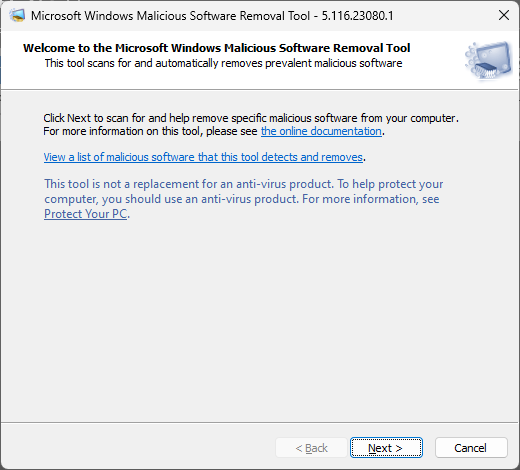 Microsoft Windows Malicious Software Removal Tool - 5.116.23080.1
Welcome to the Microsoft Windows Malicious Software Removal Tool
This tool scans for and automatically removes prevalent malicious software
Click Next to scan for and help remove specific malicious software from your computer.
For more information on this tool, please see the online documentation.
View a list of malicious software that this tool detects and removes.
This tool is not a replacement for an anti-virus product. To help protect your
computer, you should use an anti-virus product. For more information, see
Protect Your PC.
< Back Next > Cancel